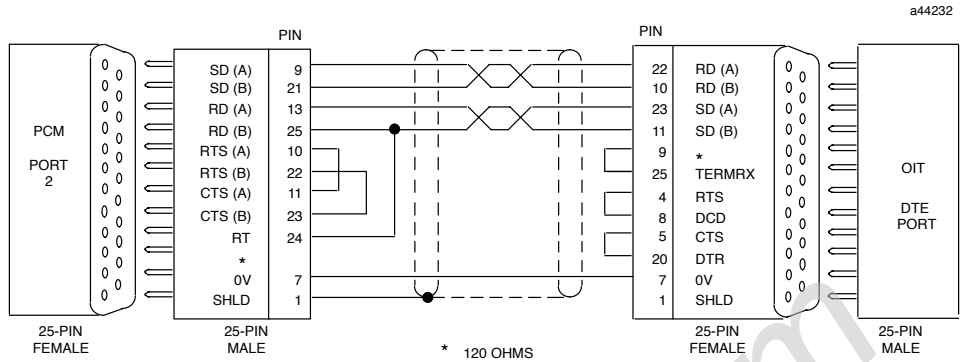 a44232
PIN
PIN
PCM
PORT
2
SD (A) 9
SD (B) 21
RD (A) 13
RD (B) 25
RTS (A) 10
RTS (B) 22
CTS (A) 11
CTS (B) 23
RT 24
*
0V 7
SHLD 1
22 RD (A)
10 RD (B)
23 SD (A)
11 SD (B)
9 *
25 TERMRX
4 RTS
8 DCD
5 CTS
20 DTR
7 0V
1 SHLD
OIT
DTE
PORT
25-PIN
FEMALE
25-PIN
MALE
* 120 OHMS
25-PIN
FEMALE
25-PIN
MALE